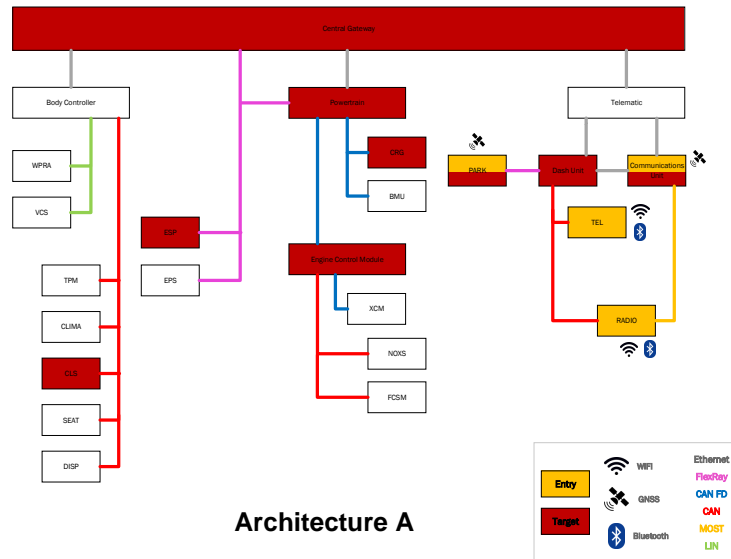 Central Gateway
Body Controller
Powertrain
Telematic
WPRA
CRG
PARK
Dash Unit
Communications
Unit
VCS
BMU
TEL
ESP
EPS
Engine Control Module
TPM
XCM
CLIMA
RADIO
NOXS
SEAT
FCSM
DISP
Architecture A
Entry
Target
WIFI
GNSS
Bluetooth
Ethernet
FlexRay
CAN FD
CAN
MOST
LIN